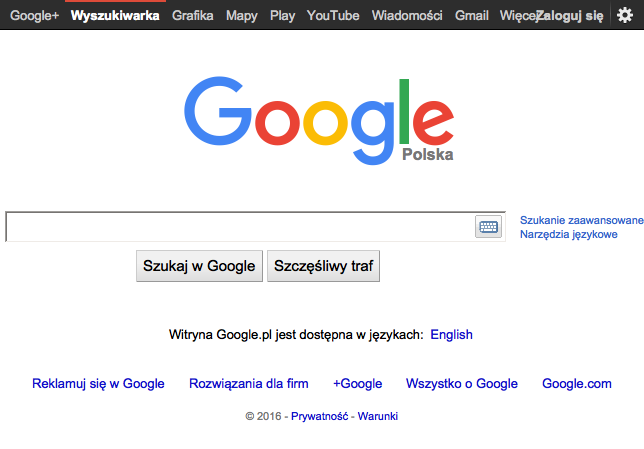 Google+ Wyszukiwarka Grafika Mapy Play YouTube Wiadomości Gmail Więcej Zaloguj się
Google
Polska
Szukanie zaawansowane
Narzędzia językowe
Szukaj w Google Szczęśliwy traf
Witryna Google.pl jest dostępna w językach: English
Reklamuj się w Google Rozwiązania dla firm +Google Wszystko o Google Google.com
© 2016 - Prywatność - Warunki